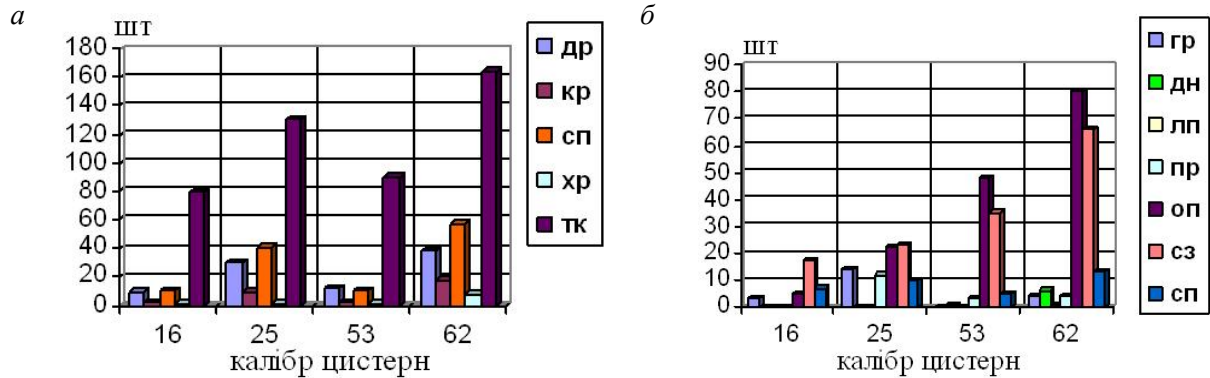 а
шт
180
160
140
120
100
80
60
40
20
0
16 25 53 62
калібр цистерн
др
кр
сп
хр
тк
б
шт
90
80
70
60
50
40
30
20
10
0
16 25 53 62
калібр цистерн
гр
дн
лп
пр
оп
сз
сп